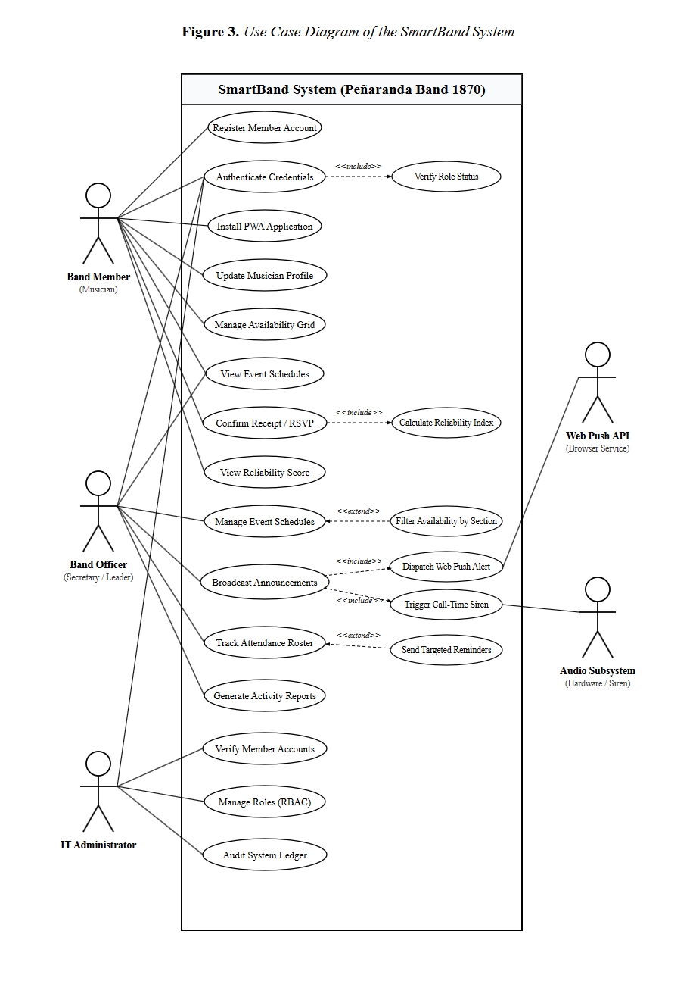 Figure 3. Use Case Diagram of the SmartBand System
SmartBand System (Peñaranda Band 1870)
Register Member Account
Authenticate Credentials
<<include>>
Verify Role Status
Install PWA Application
Band Member
(Musician)
Update Musician Profile
Manage Availability Grid
View Event Schedules
Confirm Receipt / RSVP
<<include>>
Calculate Reliability Index
Web Push API
(Browser Service)
View Reliability Score
Manage Event Schedules
<<extend>>
Filter Availability by Section
Band Officer
(Secretary / Leader)
Broadcast Announcements
<<include>>
Dispatch Web Push Alert
<<include>>
Trigger Call-Time Siren
Track Attendance Roster
<<extend>>
Send Targeted Reminders
Audio Subsystem
(Hardware / Siren)
Generate Activity Reports
Verify Member Accounts
Manage Roles (RBAC)
IT Administrator
Audit System Ledger